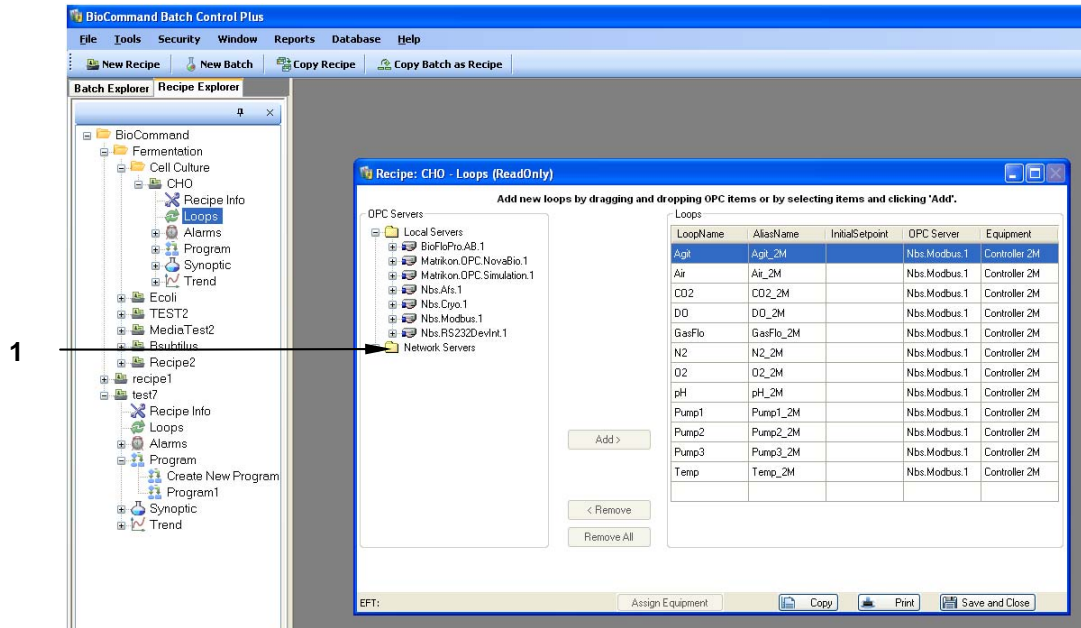 BioCommand Batch Control Plus
File Tools Security Window Reports Database Help
New Recipe New Batch Copy Recipe Copy Batch as Recipe
Batch Explorer Recipe Explorer
BioCommand
Fermentation
Cell Culture
CHO
Recipe Info
Loops
Alarms
Program
Synoptic
Trend
Ecoli
TEST2
MediaTest2
Bsubtilus
Recipe2
recipe1
test7
Recipe Info
Loops
Alarms
Program
Create New Program
Program1
Synoptic
Trend
1
Recipe: CHO - Loops (ReadOnly)
Add new loops by dragging and dropping OPC items or by selecting items and clicking 'Add'.
OPC Servers
Local Servers
BioFloPro.AB.1
Matrikon.OPC.NovaBio.1
Matrikon.OPC.Simulation.1
Nbs.Afs.1
Nbs.Cryo.1
Nbs.Modbus.1
Nbs.RS232DevInt.1
Network Servers
Add >
< Remove
Remove All
Loops
LoopName AliasName InitialSetpoint OPC Server Equipment
Agit Agit_2M Nbs.Modbus.1 Controller 2M
Air Air_2M Nbs.Modbus.1 Controller 2M
CO2 CO2_2M Nbs.Modbus.1 Controller 2M
DO DO_2M Nbs.Modbus.1 Controller 2M
GasFlo GasFlo_2M Nbs.Modbus.1 Controller 2M
N2 N2_2M Nbs.Modbus.1 Controller 2M
O2 O2_2M Nbs.Modbus.1 Controller 2M
pH pH_2M Nbs.Modbus.1 Controller 2M
Pump1 Pump1_2M Nbs.Modbus.1 Controller 2M
Pump2 Pump2_2M Nbs.Modbus.1 Controller 2M
Pump3 Pump3_2M Nbs.Modbus.1 Controller 2M
Temp Temp_2M Nbs.Modbus.1 Controller 2M
EFT: Assign Equipment Copy Print Save and Close